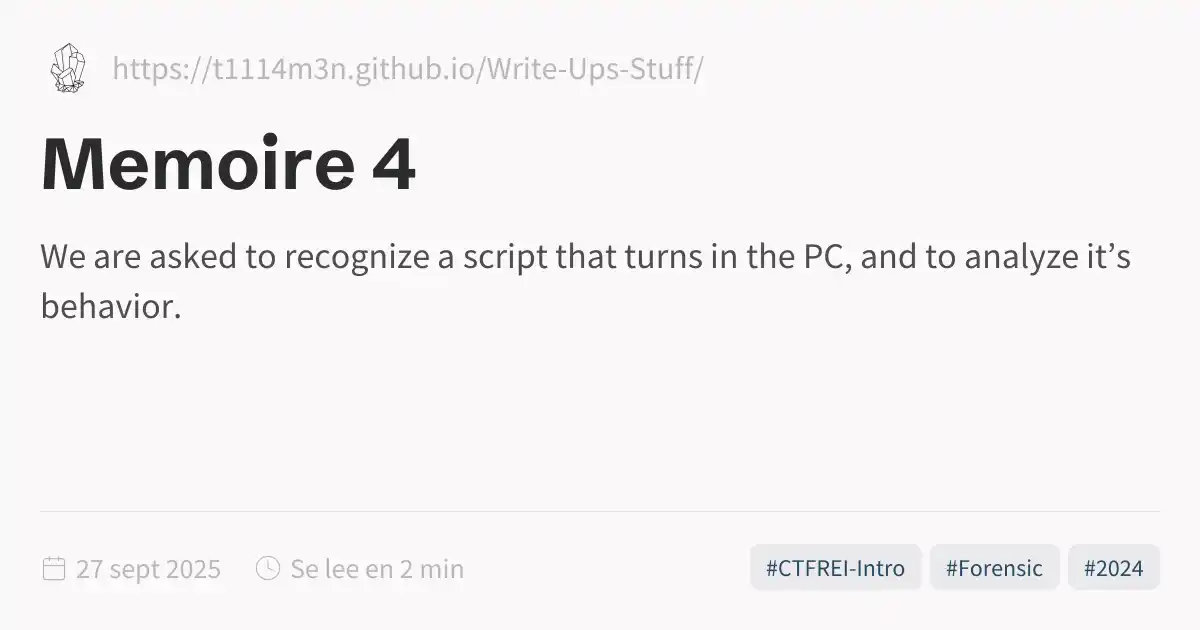 https://t1114m3n.github.io/Write-Ups-Stuff/
Memoire 4
We are asked to recognize a script that turns in the PC, and to analyze it’s
behavior.
27 sept 2025
Se lee en 2 min
#CTFREI-Intro
#Forensic
#2024